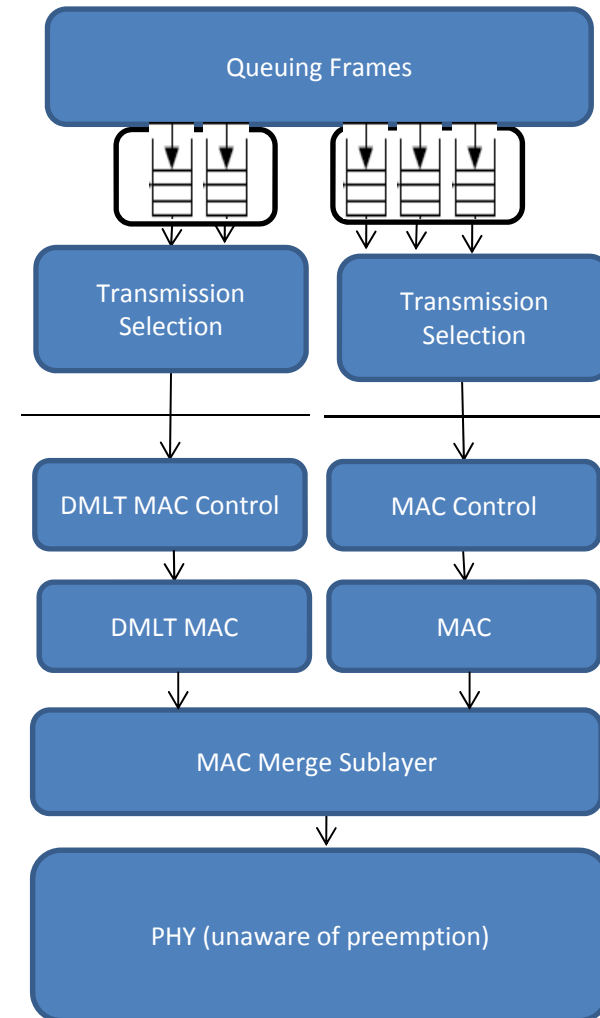 Queuing Frames
Transmission
Selection
Transmission
Selection
DMLT MAC Control
MAC Control
DMLT MAC
MAC
MAC Merge Sublayer
PHY (unaware of preemption)